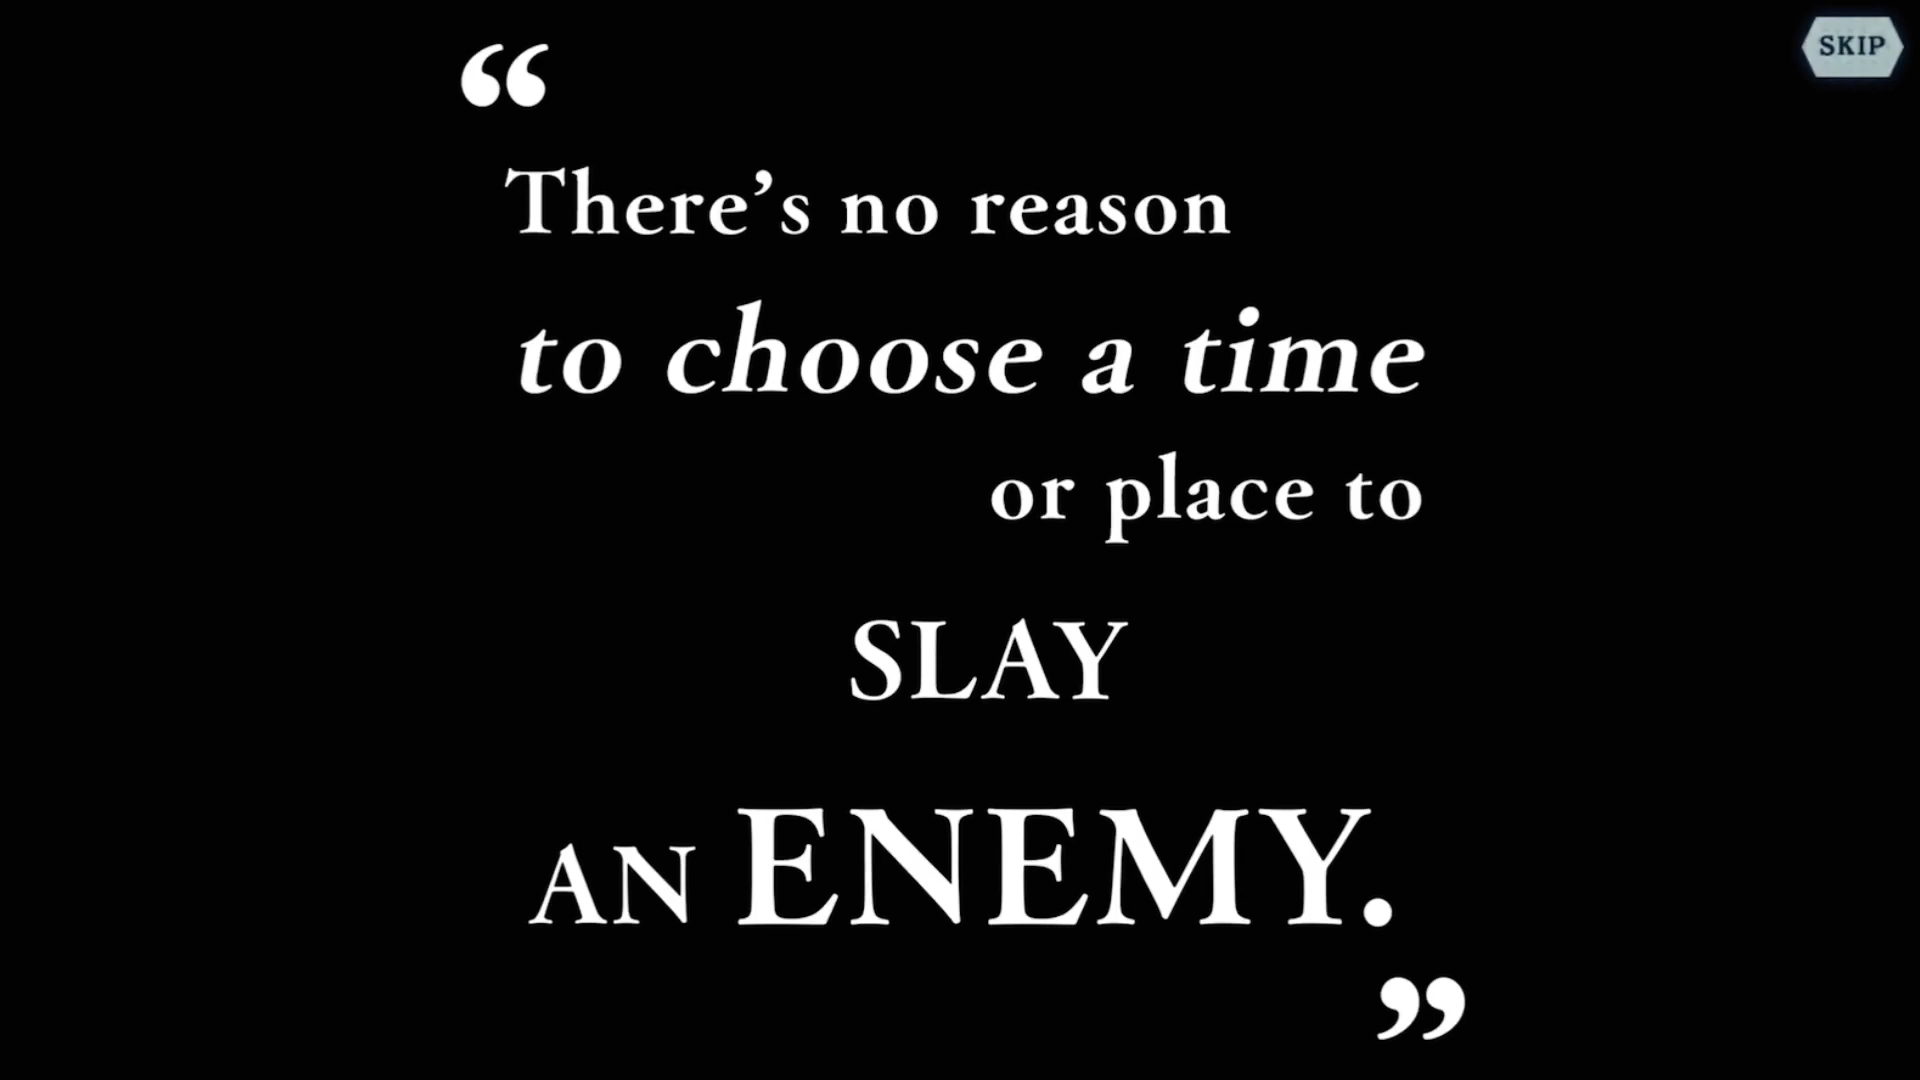 SKIP
“
There’s no reason
to choose a time
or place to
SLAY
AN ENEMY.
”